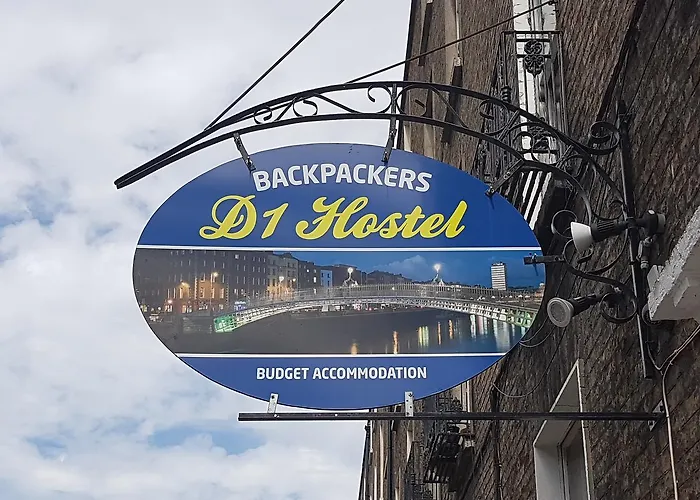 BACKPACKERS
D1 Hostel
BUDGET ACCOMMODATION